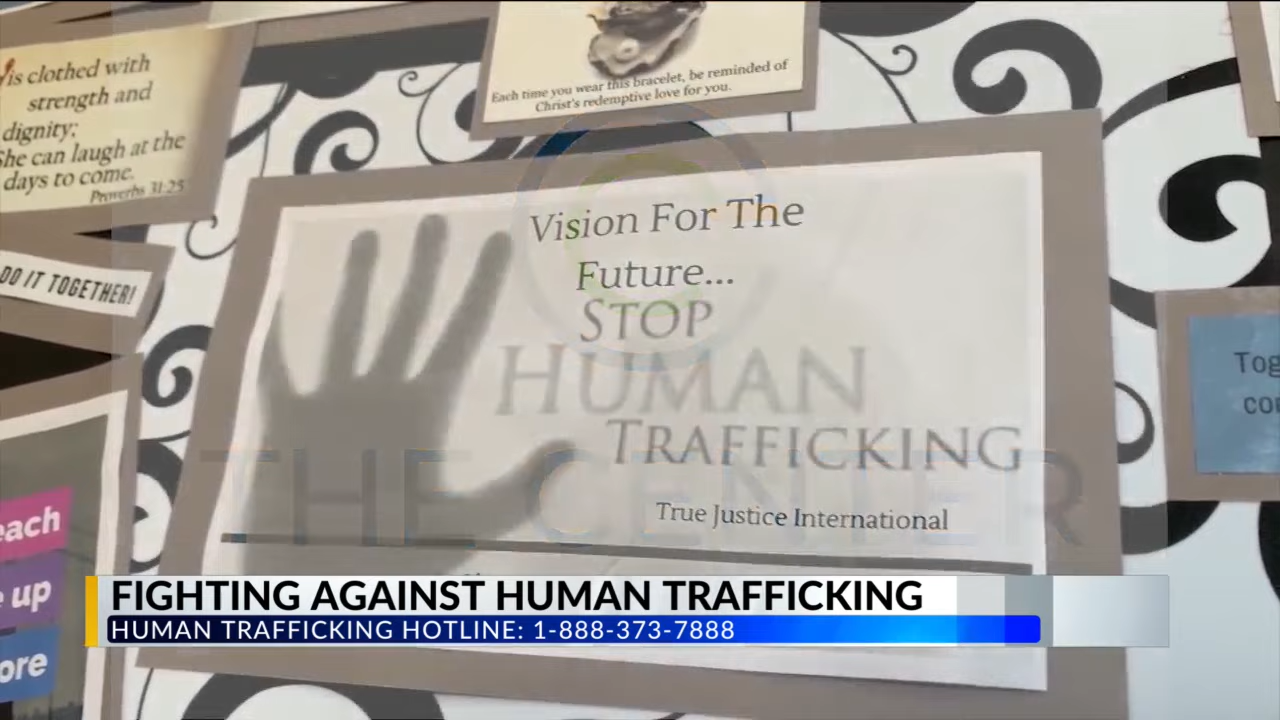 is clothed with
strength and
dignity;
She can laugh at the
days to come.
Proverbs 31:25
Each time you wear this bracelet, be reminded of
Christ's redemptive love for you.
DO IT TOGETHER!
Vision For The
Future...
STOP
HUMAN
TRAFFICKING
True Justice International
THE CENTER
each
up
ore
Tog
co
FIGHTING AGAINST HUMAN TRAFFICKING
HUMAN TRAFFICKING HOTLINE: 1-888-373-7888